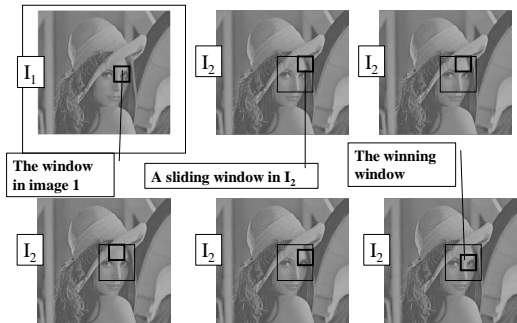 I₁
I₂
I₂
The window
in image 1
A sliding window in I₂
The winning
window
I₂
I₂
I₂